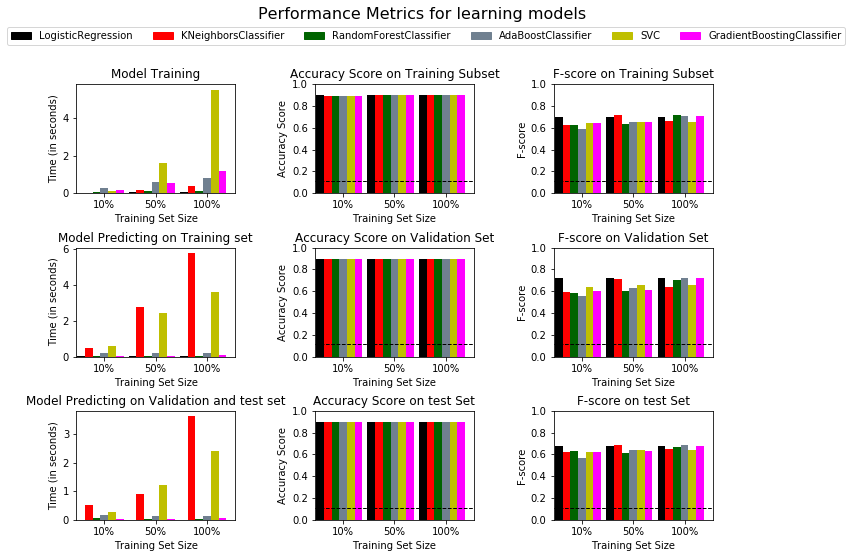 Performance Metrics for learning models
LogisticRegression KNeighborsClassifier RandomForestClassifier AdaBoostClassifier SVC GradientBoostingClassifier
Model Training
Time (in seconds)
4
2
0
10% 50% 100%
Training Set Size
Accuracy Score on Training Subset
Accuracy Score
1.0
0.8
0.6
0.4
0.2
0.0
10% 50% 100%
Training Set Size
F-score on Training Subset
F-score
1.0
0.8
0.6
0.4
0.2
0.0
10% 50% 100%
Training Set Size
Model Predicting on Training set
Time (in seconds)
6
4
2
0
10% 50% 100%
Training Set Size
Accuracy Score on Validation Set
Accuracy Score
1.0
0.8
0.6
0.4
0.2
0.0
10% 50% 100%
Training Set Size
F-score on Validation Set
F-score
1.0
0.8
0.6
0.4
0.2
0.0
10% 50% 100%
Training Set Size
Model Predicting on Validation and test set
Time (in seconds)
3
2
1
0
10% 50% 100%
Training Set Size
Accuracy Score on test Set
Accuracy Score
1.0
0.8
0.6
0.4
0.2
0.0
10% 50% 100%
Training Set Size
F-score on test Set
F-score
1.0
0.8
0.6
0.4
0.2
0.0
10% 50% 100%
Training Set Size